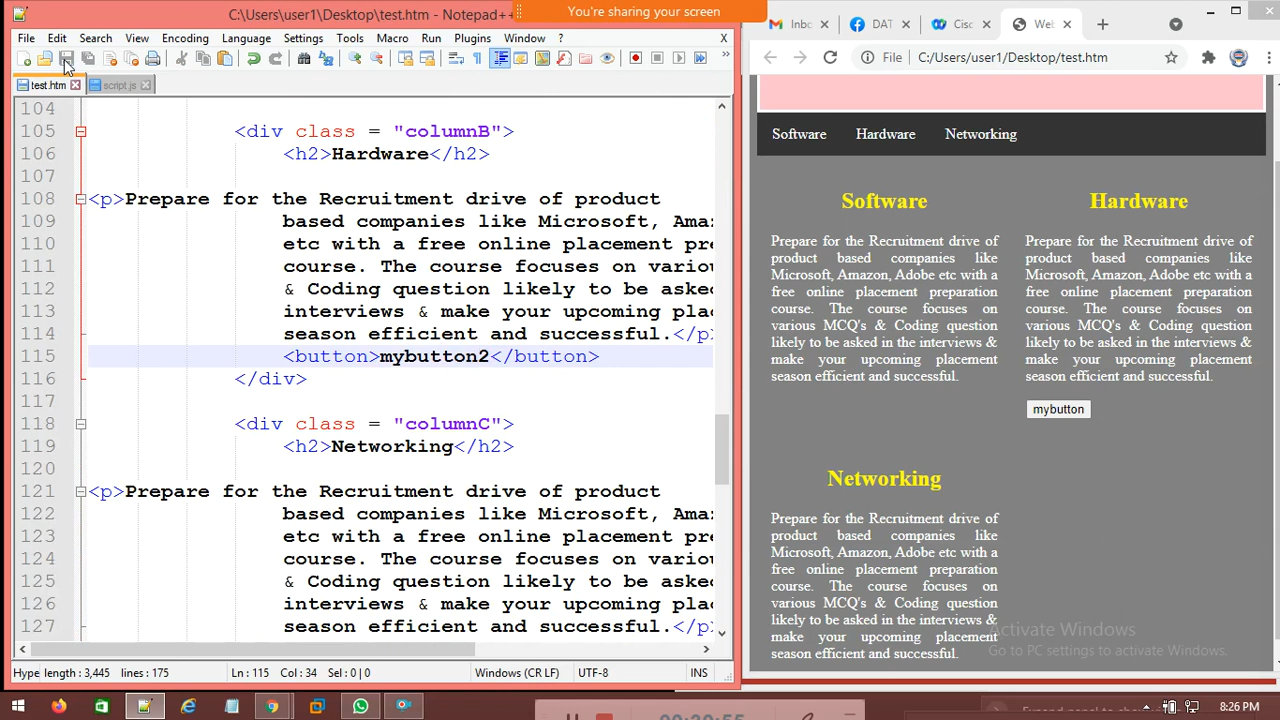 C:\Users\user1\Desktop\test.htm - Notepad++
You're sharing your screen
File Edit Search View Encoding Language Settings Tools Macro Run Plugins Window ? X
test.htm
script.js
104
105 <div class = "columnB">
106 <h2>Hardware</h2>
107
108 <p>Prepare for the Recruitment drive of product
109 based companies like Microsoft, Ama
110 etc with a free online placement pre
111 course. The course focuses on variou
112 & Coding question likely to be asked
113 interviews & make your upcoming plac
114 season efficient and successful.</p
115 <button>mybutton2</button>
116 </div>
117
118 <div class = "columnC">
119 <h2>Networking</h2>
120
121 <p>Prepare for the Recruitment drive of product
122 based companies like Microsoft, Ama
123 etc with a free online placement pre
124 course. The course focuses on variou
125 & Coding question likely to be asked
126 interviews & make your upcoming plac
127 season efficient and successful.</p
Hype length : 3,445 lines : 175 Ln : 115 Col : 34 Sel : 0 | 0 Windows (CR LF) UTF-8 INS
Inbo DAT Cisc Web
File C:/Users/user1/Desktop/test.htm
Software Hardware Networking
Software
Prepare for the Recruitment drive of
product based companies like
Microsoft, Amazon, Adobe etc with a
free online placement preparation
course. The course focuses on
various MCQ's & Coding question
likely to be asked in the interviews &
make your upcoming placement
season efficient and successful.
Hardware
Prepare for the Recruitment drive of
product based companies like
Microsoft, Amazon, Adobe etc with a
free online placement preparation
course. The course focuses on
various MCQ's & Coding question
likely to be asked in the interviews &
make your upcoming placement
season efficient and successful.
mybutton
Networking
Prepare for the Recruitment drive of
product based companies like
Microsoft, Amazon, Adobe etc with a
free online placement preparation
course. The course focuses on
various MCQ's & Coding question
likely to be asked in the interviews &
make your upcoming placement
season efficient and successful.
Activate Windows
Go to PC settings to activate Windows.
8:26 PM